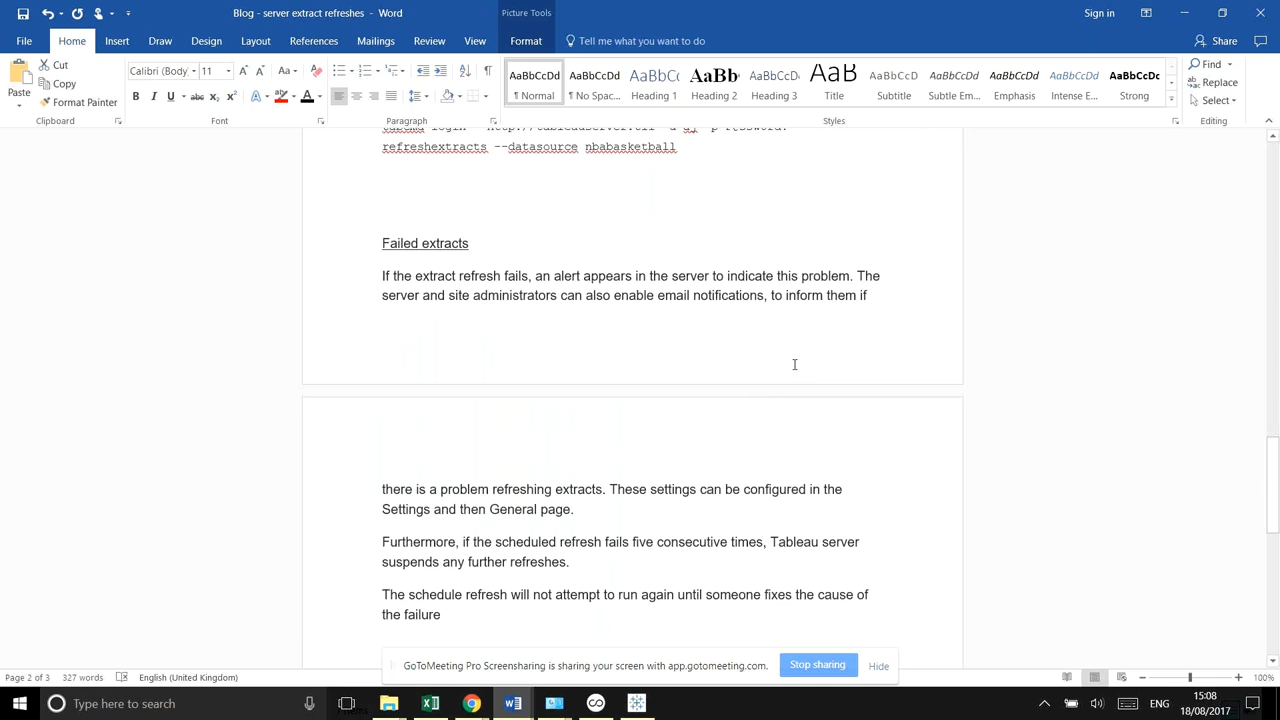 Blog - server extract refreshes - Word
Picture Tools
Sign in
File Home Insert Draw Design Layout References Mailings Review View Format Tell me what you want to do
Share
Paste
Cut
Copy
Format Painter
Clipboard
Calibri (Body 11
Font
Paragraph
AaBbCcDd AaBbCcDd AaBbC( AaBb( AaBbCcD AaB AaBbCcD AaBbCcDd AaBbCcDd AaBbCcDd AaBbCcDc
¶ Normal ¶ No Spac... Heading 1 Heading 2 Heading 3 Title Subtitle Subtle Em... Emphasis Intense E... Strong
Styles
Find
Replace
Select
Editing
refreshextracts --datasource nbabasketball
Failed extracts
If the extract refresh fails, an alert appears in the server to indicate this problem. The
server and site administrators can also enable email notifications, to inform them if
there is a problem refreshing extracts. These settings can be configured in the
Settings and then General page.
Furthermore, if the scheduled refresh fails five consecutive times, Tableau server
suspends any further refreshes.
The schedule refresh will not attempt to run again until someone fixes the cause of
the failure
GoToMeeting Pro Screensharing is sharing your screen with app.gotomeeting.com.
Stop sharing
Hide
Page 2 of 3 327 words English (United Kingdom)
100%
Type here to search
ENG
15:08
18/08/2017